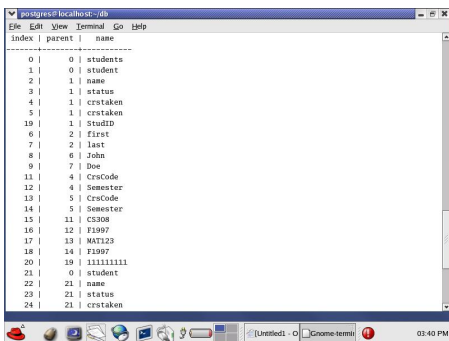 postgres@localhost:~/db
File Edit View Terminal Go Help
index | parent | name
-------+--------+-----------
0 | 0 | students
1 | 0 | student
2 | 1 | name
3 | 1 | status
4 | 1 | crstaken
5 | 1 | crstaken
19 | 1 | StudID
6 | 2 | first
7 | 2 | last
8 | 6 | John
9 | 7 | Doe
11 | 4 | CrsCode
12 | 4 | Semester
13 | 5 | CrsCode
14 | 5 | Semester
15 | 11 | CS308
16 | 12 | F1997
17 | 13 | MAT123
18 | 14 | F1997
20 | 19 | 111111111
21 | 0 | student
22 | 21 | name
23 | 21 | status
24 | 21 | crstaken
[Untitled1 - O Gnome-termin 03:40 PM